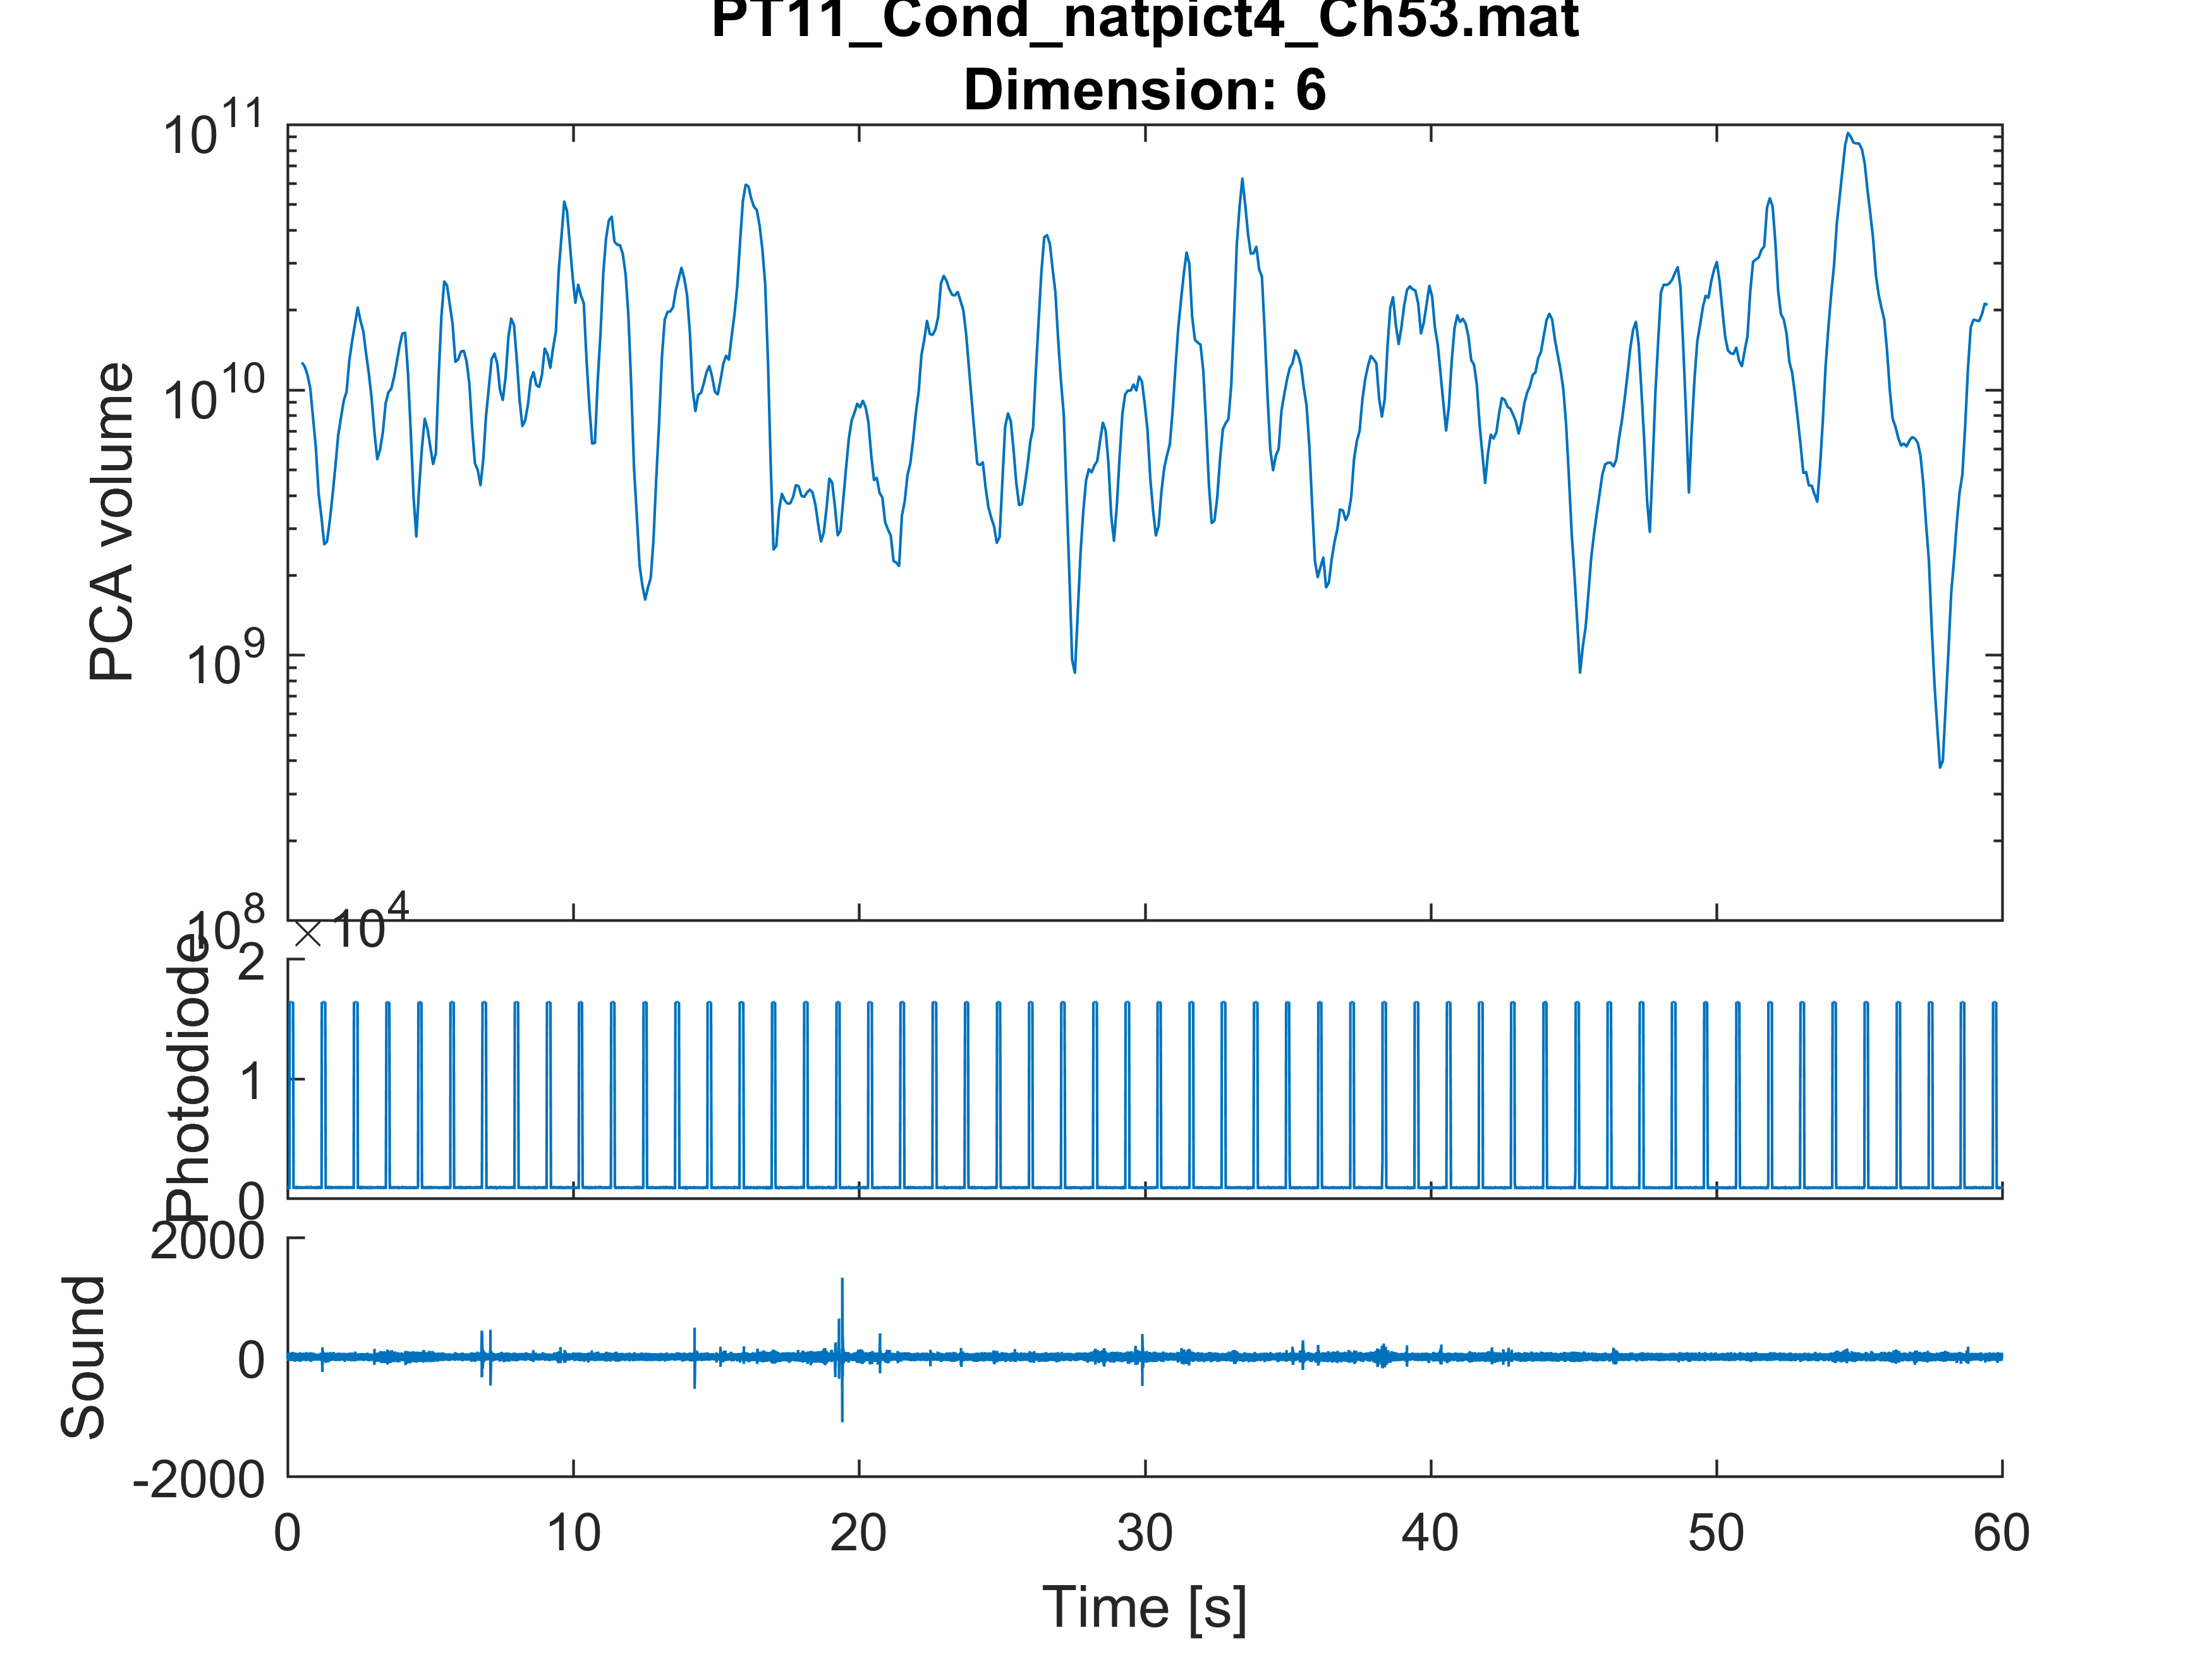 PT11_Cond_natpict4_Ch53.mat
Dimension: 6
10^11
10^10
10^9
10^8
PCA volume
× 10^4
2
1
0
Photodiode
2000
0
-2000
Sound
0 10 20 30 40 50 60
Time [s]